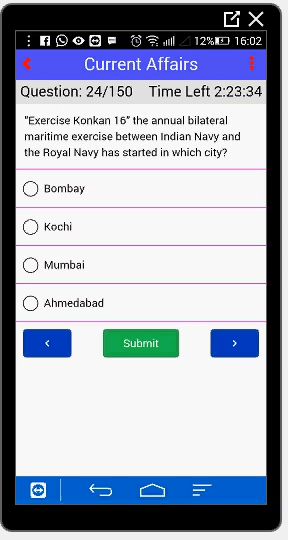 12% 16:02
Current Affairs
Question: 24/150 Time Left 2:23:34
"Exercise Konkan 16" the annual bilateral
maritime exercise between Indian Navy and
the Royal Navy has started in which city?
Bombay
Kochi
Mumbai
Ahmedabad
Submit